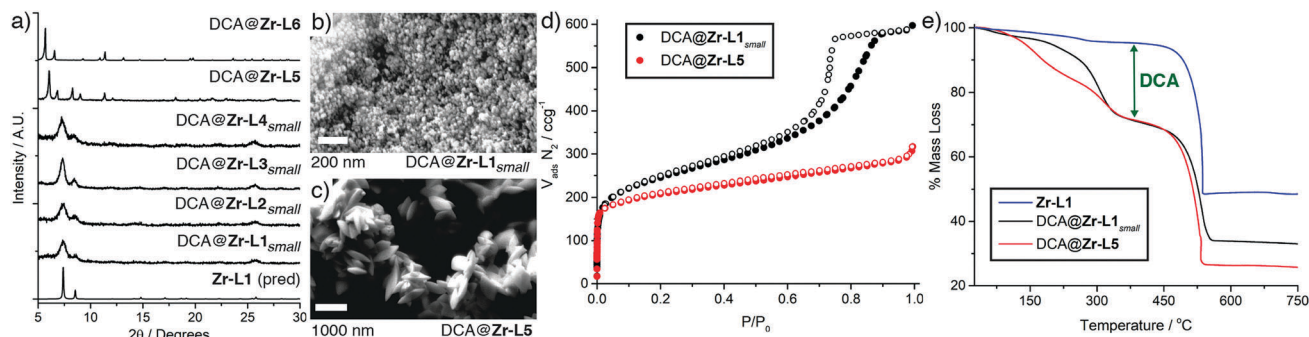 a)
DCA@Zr-L6
DCA@Zr-L5
DCA@Zr-L4small
DCA@Zr-L3small
DCA@Zr-L2small
DCA@Zr-L1small
Zr-L1 (pred)
Intensity / A.U.
5 10 15 20 25 30
2θ / Degrees
b)
200 nm DCA@Zr-L1small
c)
1000 nm DCA@Zr-L5
d)
600
500
400
300
200
100
0
Vads N2 / ccg-1
DCA@Zr-L1small
DCA@Zr-L5
0.0 0.2 0.4 0.6 0.8 1.0
P/P0
e)
100
80
60
40
20
% Mass Loss
DCA
Zr-L1
DCA@Zr-L1small
DCA@Zr-L5
150 300 450 600 750
Temperature / °C